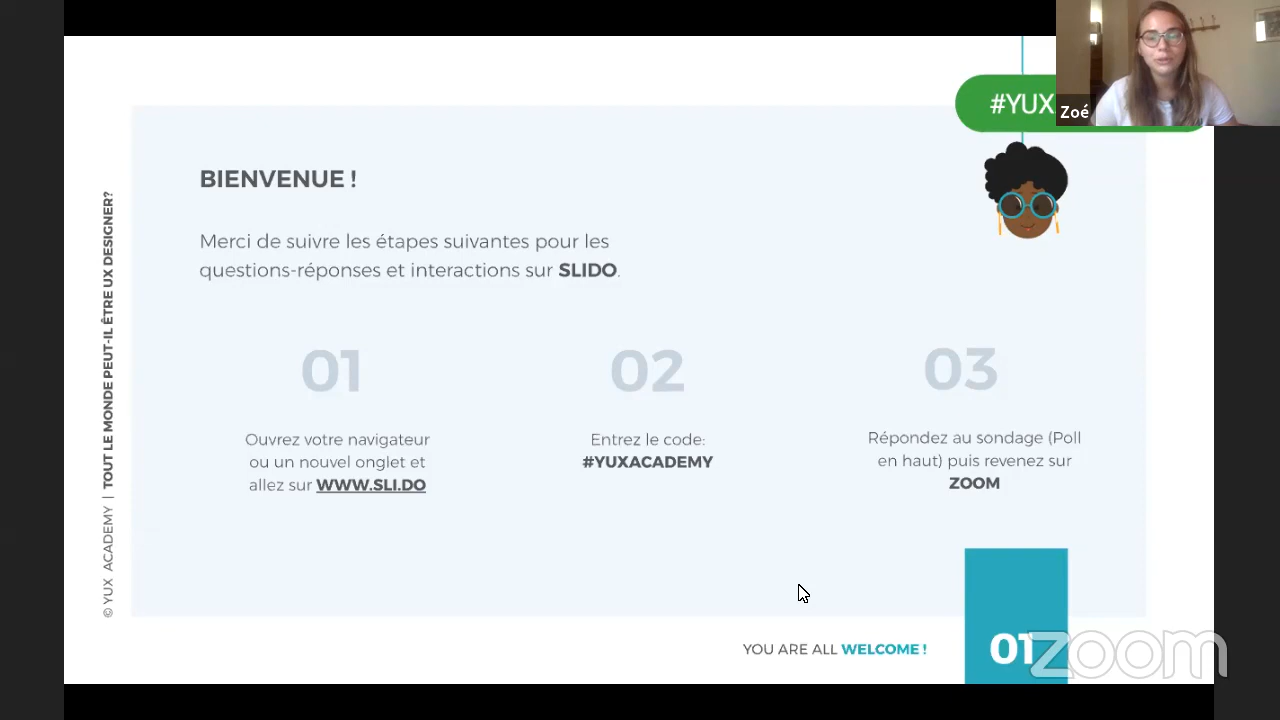 #YUX
Zoé
BIENVENUE !
Merci de suivre les étapes suivantes pour les
questions-réponses et interactions sur SLIDO.
01
Ouvrez votre navigateur
ou un nouvel onglet et
allez sur WWW.SLI.DO
02
Entrez le code:
#YUXACADEMY
03
Répondez au sondage (Poll
en haut) puis revenez sur
ZOOM
© YUX ACADEMY | TOUT LE MONDE PEUT-IL ÊTRE UX DESIGNER?
YOU ARE ALL WELCOME !
01
zoom